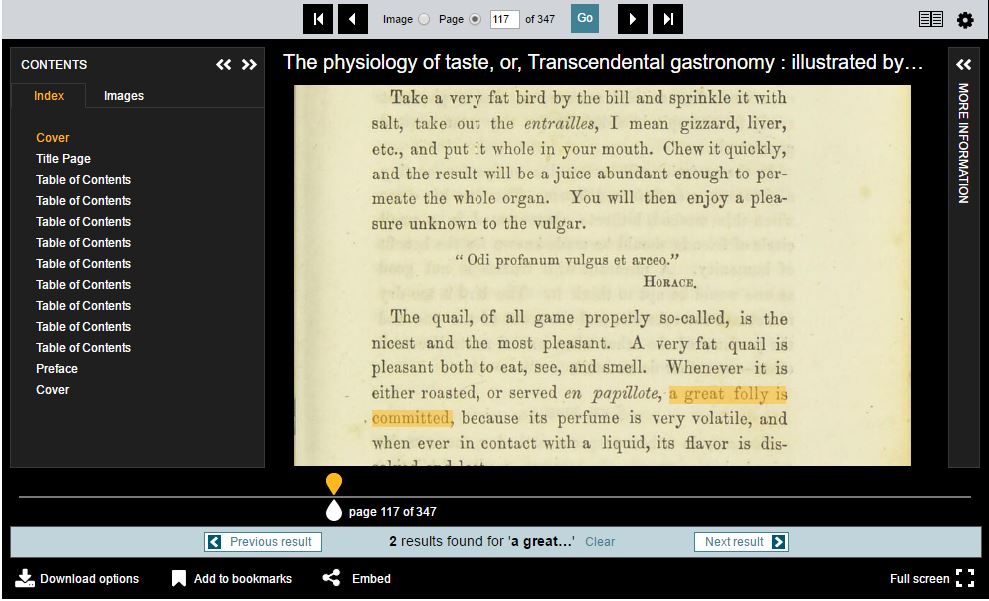 Image Page 117 of 347 Go
CONTENTS
Index Images
Cover
Title Page
Table of Contents
Table of Contents
Table of Contents
Table of Contents
Table of Contents
Table of Contents
Table of Contents
Table of Contents
Table of Contents
Preface
Cover
The physiology of taste, or, Transcendental gastronomy : illustrated by…
Take a very fat bird by the bill and sprinkle it with
salt, take out the entrailles, I mean gizzard, liver,
etc., and put it whole in your mouth. Chew it quickly,
and the result will be a juice abundant enough to per-
meate the whole organ. You will then enjoy a plea-
sure unknown to the vulgar.
“ Odi profanum vulgus et arceo.”
HORACE.
The quail, of all game properly so-called, is the
nicest and the most pleasant. A very fat quail is
pleasant both to eat, see, and smell. Whenever it is
either roasted, or served en papillote, a great folly is
committed, because its perfume is very volatile, and
when ever in contact with a liquid, its flavor is dis-
MORE INFORMATION
page 117 of 347
Previous result 2 results found for 'a great...' Clear Next result
Download options Add to bookmarks Embed Full screen